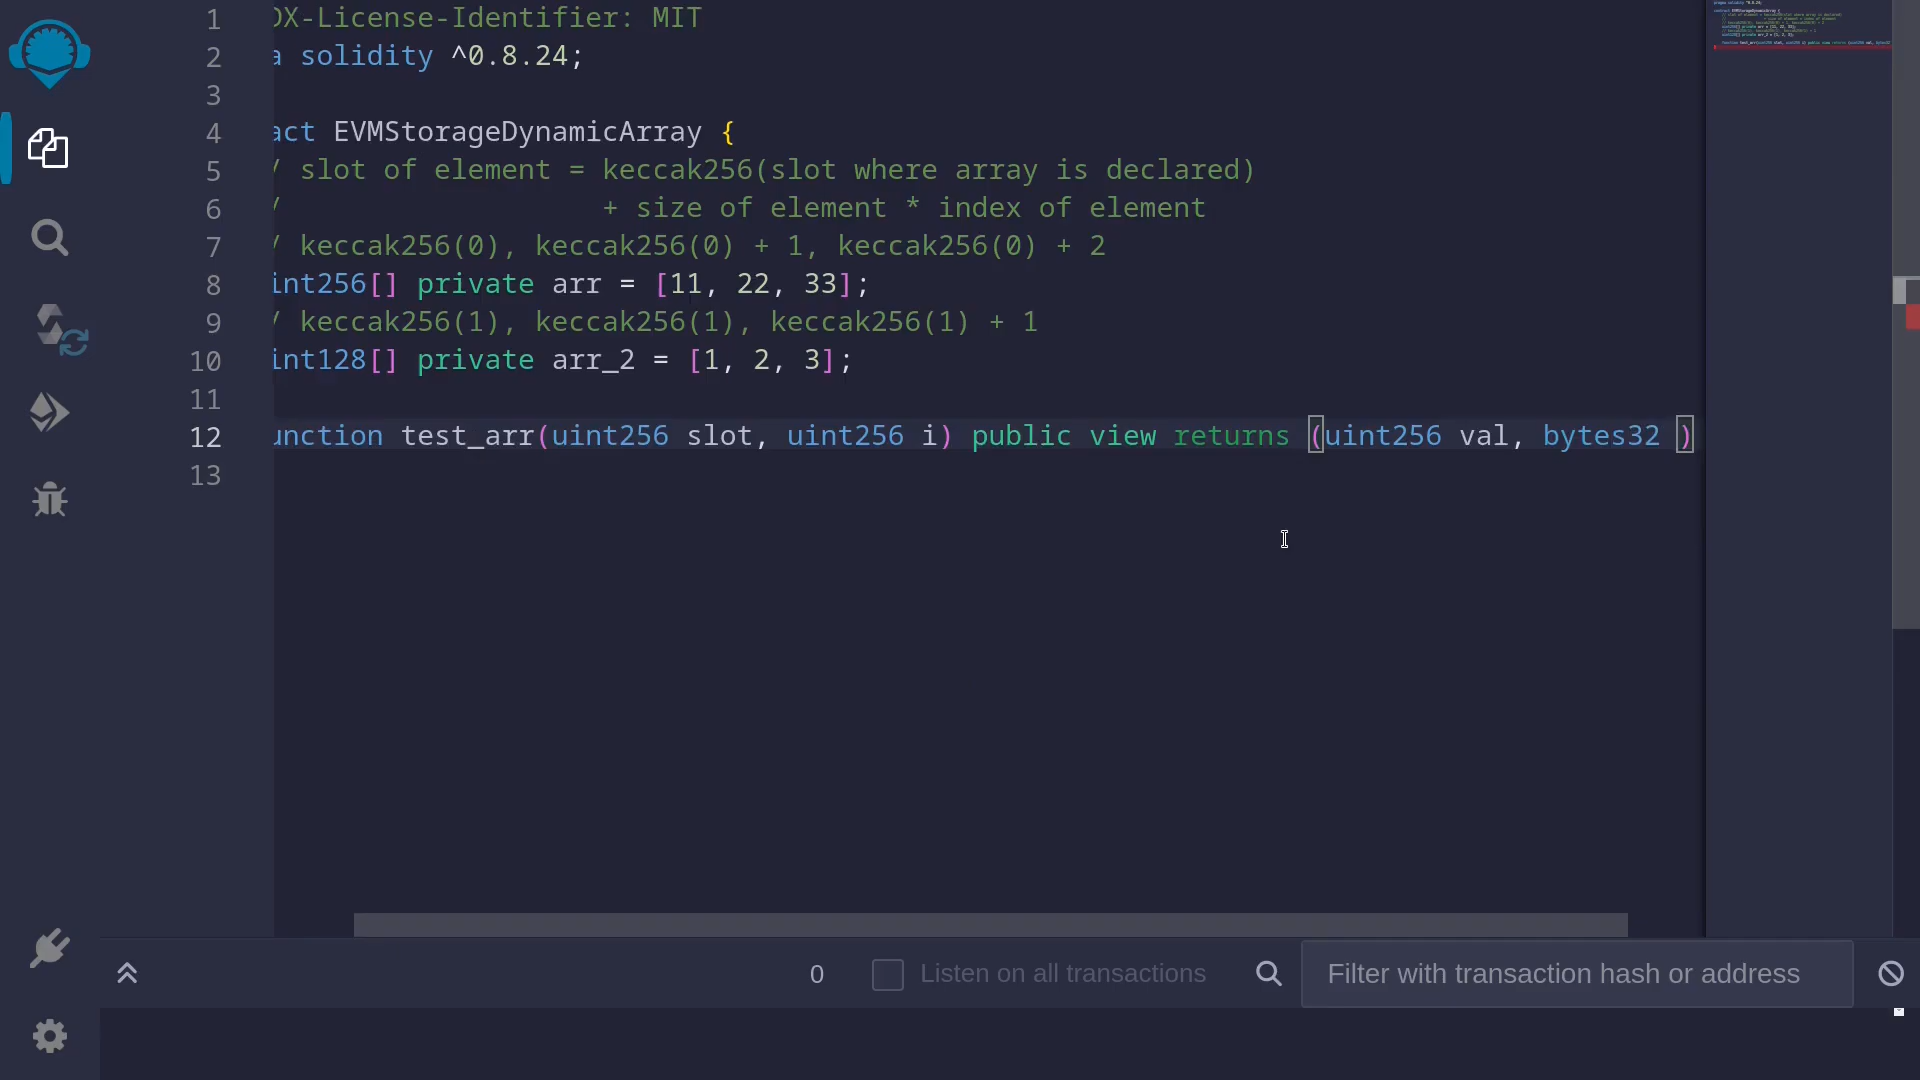 1 DX-License-Identifier: MIT
2 a solidity ^0.8.24;
3
4 act EVMStorageDynamicArray {
5 / slot of element = keccak256(slot where array is declared)
6 / + size of element * index of element
7 / keccak256(0), keccak256(0) + 1, keccak256(0) + 2
8 int256[] private arr = [11, 22, 33];
9 / keccak256(1), keccak256(1), keccak256(1) + 1
10 int128[] private arr_2 = [1, 2, 3];
11
12 unction test_arr(uint256 slot, uint256 i) public view returns (uint256 val, bytes32 )
13
0 Listen on all transactions Filter with transaction hash or address